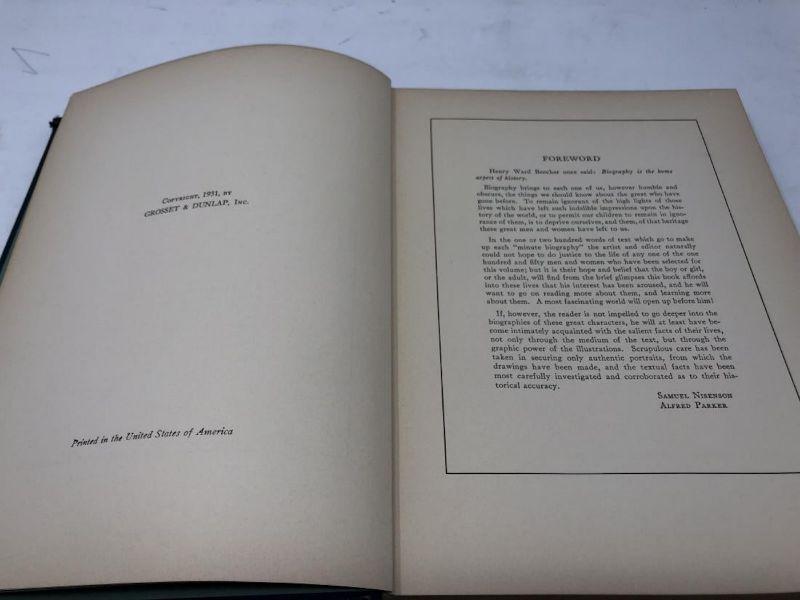 COPYRIGHT, 1931, BY
GROSSET & DUNLAP, INC.
Printed in the United States of America
FOREWORD
Henry Ward Beecher once said: Biography is the home
aspect of history.
Biography brings to each one of us, however humble and
obscure, the things we should know about the great who have
gone before. To remain ignorant of the high lights of those
lives which have left such indelible impressions upon the his-
tory of the world, or to permit our children to remain in igno-
rance of them, is to deprive ourselves, and them, of that heritage
these great men and women have left to us.
In the one or two hundred words of text which go to make
up each "minute biography" the artist and editor naturally
could not hope to do justice to the life of any one of the one
hundred and fifty men and women who have been selected for
this volume; but it is their hope and belief that the boy or girl,
or the adult, will find from the brief glimpses this book affords
into these lives that his interest has been aroused, and he will
want to go on reading more about them, and learning more
about them. A most fascinating world will open up before him!
If, however, the reader is not impelled to go deeper into the
biographies of these great characters, he will at least have be-
come intimately acquainted with the salient facts of their lives,
not only through the medium of the text, but through the
graphic power of the illustrations. Scrupulous care has been
taken in securing only authentic portraits, from which the
drawings have been made, and the textual facts have been
most carefully investigated and corroborated as to their his-
torical accuracy.
SAMUEL NISENSON
ALFRED PARKER